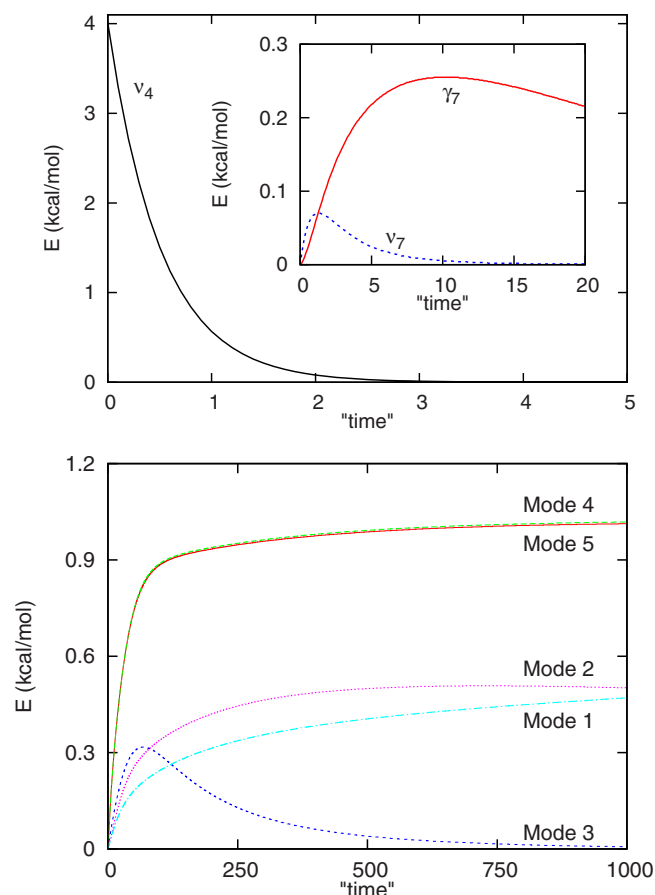 E (kcal/mol)
4
3
2
1
0
ν4
0 1 2 3 4 5
"time"
E (kcal/mol)
0.3
0.2
0.1
0
γ7
ν7
0 5 10 15 20
"time"
E (kcal/mol)
1.2
0.9
0.6
0.3
0
Mode 4
Mode 5
Mode 2
Mode 1
Mode 3
0 250 500 750 1000
"time"